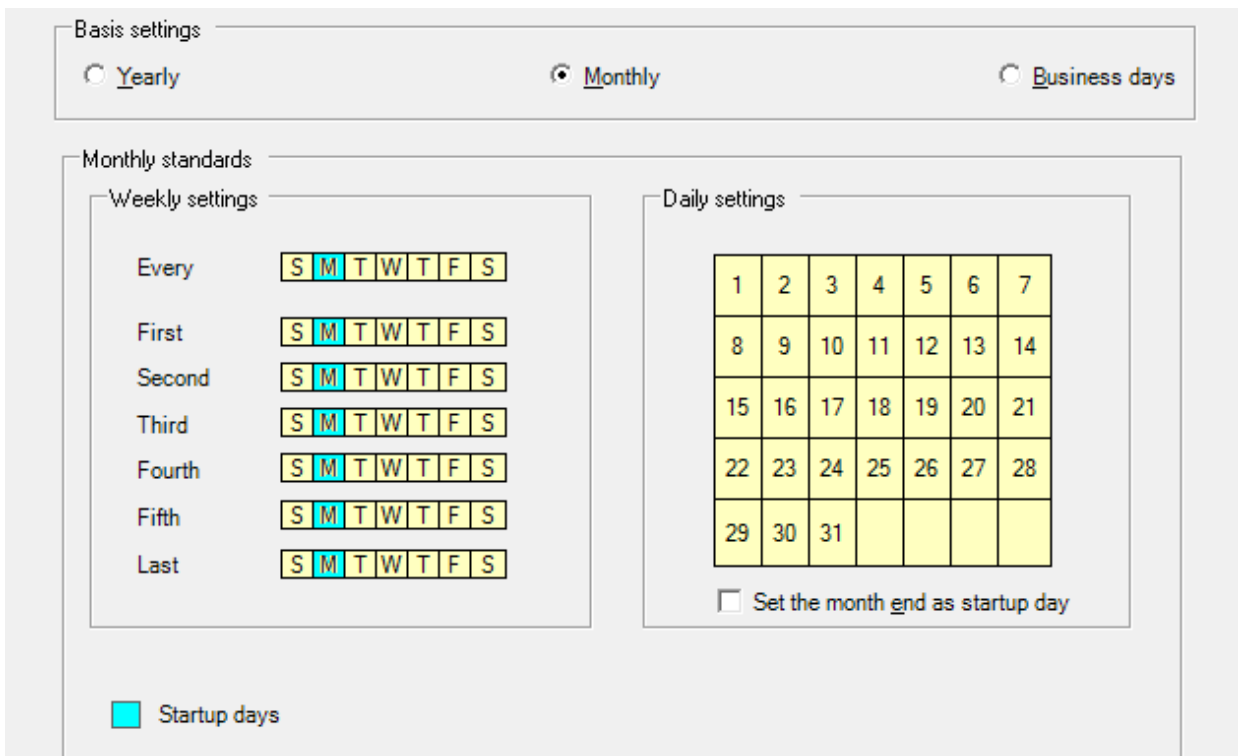 Basis settings
Yearly Monthly Business days
Monthly standards
Weekly settings
Every S M T W T F S
First S M T W T F S
Second S M T W T F S
Third S M T W T F S
Fourth S M T W T F S
Fifth S M T W T F S
Last S M T W T F S
Daily settings
1 2 3 4 5 6 7
8 9 10 11 12 13 14
15 16 17 18 19 20 21
22 23 24 25 26 27 28
29 30 31
Set the month end as startup day
Startup days